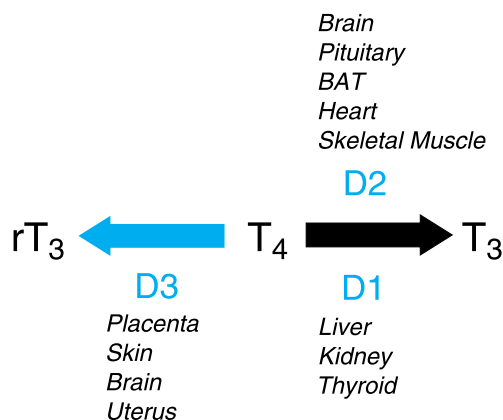 Brain
Pituitary
BAT
Heart
Skeletal Muscle
D2
rT₃ T₄ T₃
D3 D1
Placenta
Skin
Brain
Uterus
Liver
Kidney
Thyroid